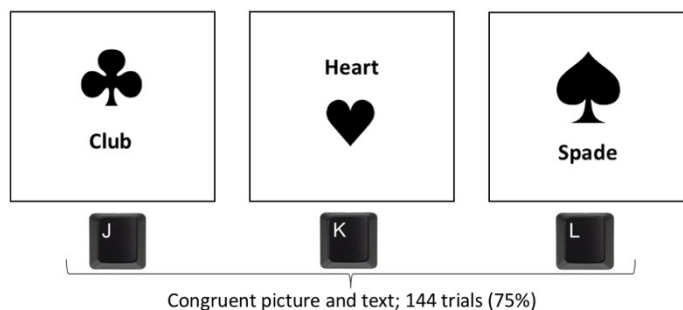 Heart
Club
Spade
J
K
L
Congruent picture and text; 144 trials (75%)